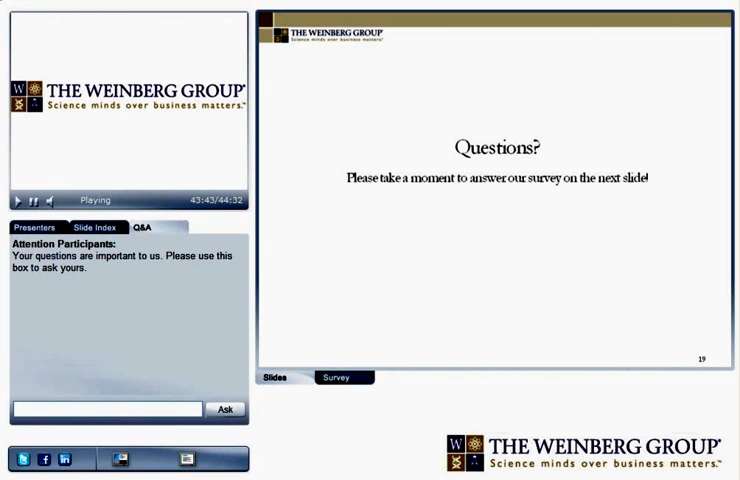 W THE WEINBERG GROUP
Science minds over business matters.™
Playing 43:43/44:32
Presenters Slide Index Q&A
Attention Participants:
Your questions are important to us. Please use this
box to ask yours.
Ask
THE WEINBERG GROUP
Science minds over business matters.™
Questions?
Please take a moment to answer our survey on the next slide!
19
Slides Survey
W THE WEINBERG GROUP
Science minds over business matters.™